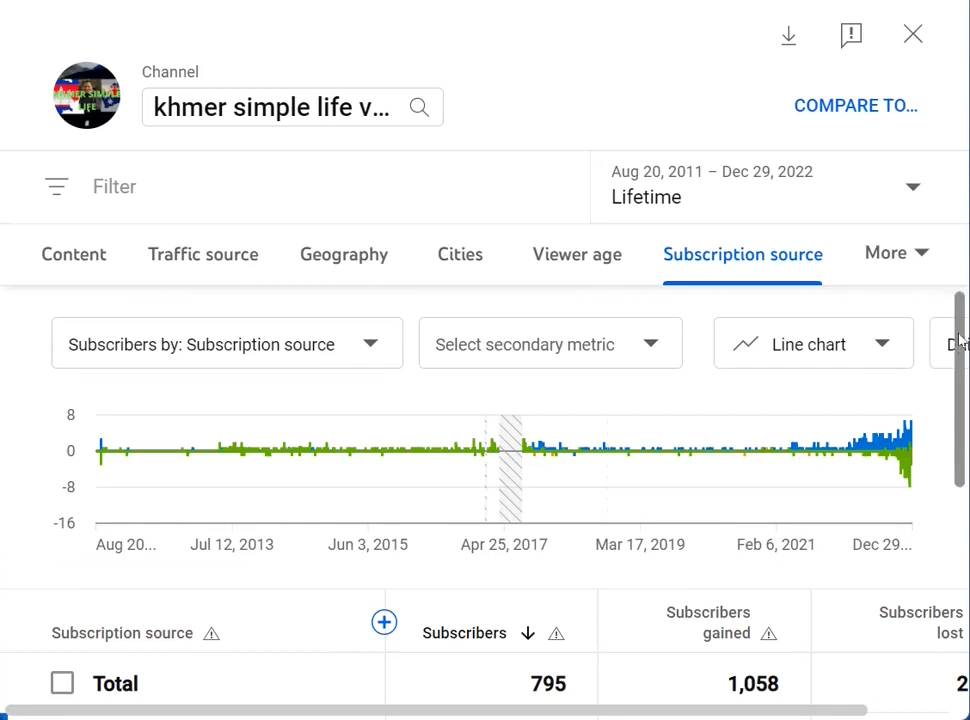 Channel
khmer simple life v...
COMPARE TO...
Filter
Aug 20, 2011 – Dec 29, 2022
Lifetime
Content Traffic source Geography Cities Viewer age Subscription source More
Subscribers by: Subscription source Select secondary metric Line chart
8
0
-8
-16
Aug 20... Jul 12, 2013 Jun 3, 2015 Apr 25, 2017 Mar 17, 2019 Feb 6, 2021 Dec 29...
Subscription source Subscribers Subscribers gained Subscribers lost
Total 795 1,058 2